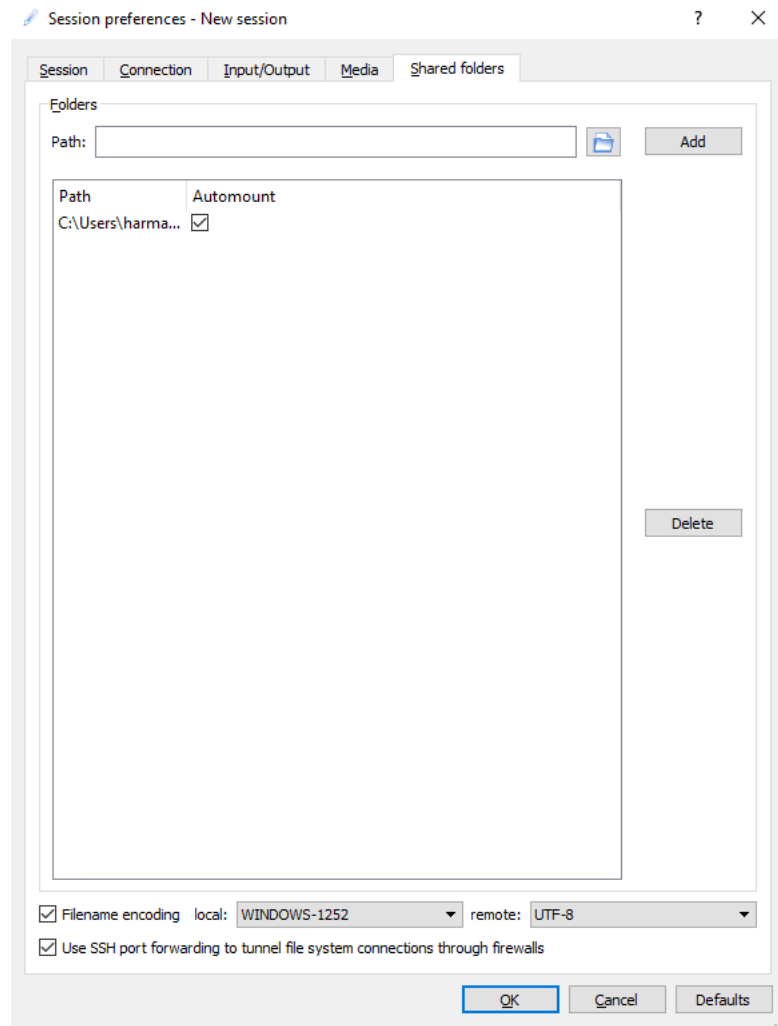 Session preferences - New session ?
Session Connection Input/Output Media Shared folders
Folders
Path: Add
Path Automount
C:\Users\harma...
Delete
Filename encoding local: WINDOWS-1252 remote: UTF-8
Use SSH port forwarding to tunnel file system connections through firewalls
OK Cancel Defaults